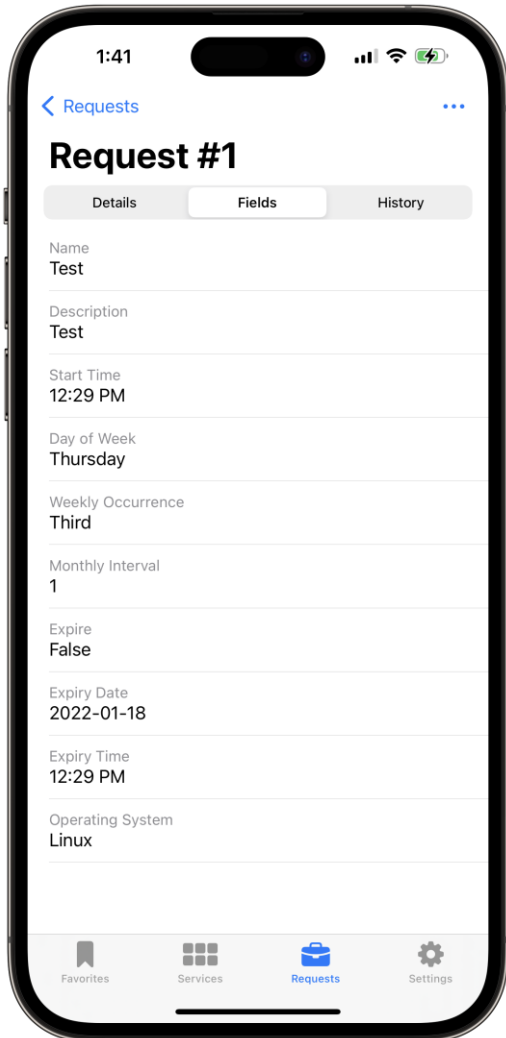 1:41
Requests
Request #1
Details Fields History
Name
Test
Description
Test
Start Time
12:29 PM
Day of Week
Thursday
Weekly Occurrence
Third
Monthly Interval
1
Expire
False
Expiry Date
2022-01-18
Expiry Time
12:29 PM
Operating System
Linux
Favorites Services Requests Settings